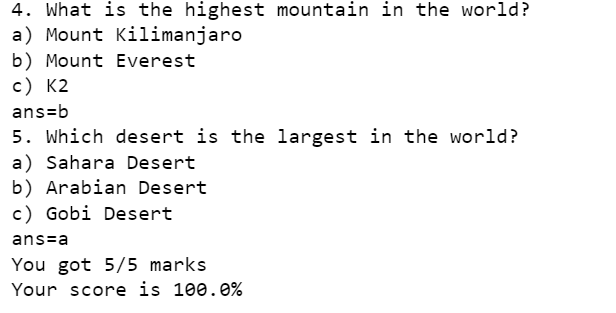 4. What is the highest mountain in the world?
a) Mount Kilimanjaro
b) Mount Everest
c) K2
ans=b
5. Which desert is the largest in the world?
a) Sahara Desert
b) Arabian Desert
c) Gobi Desert
ans=a
You got 5/5 marks
Your score is 100.0%